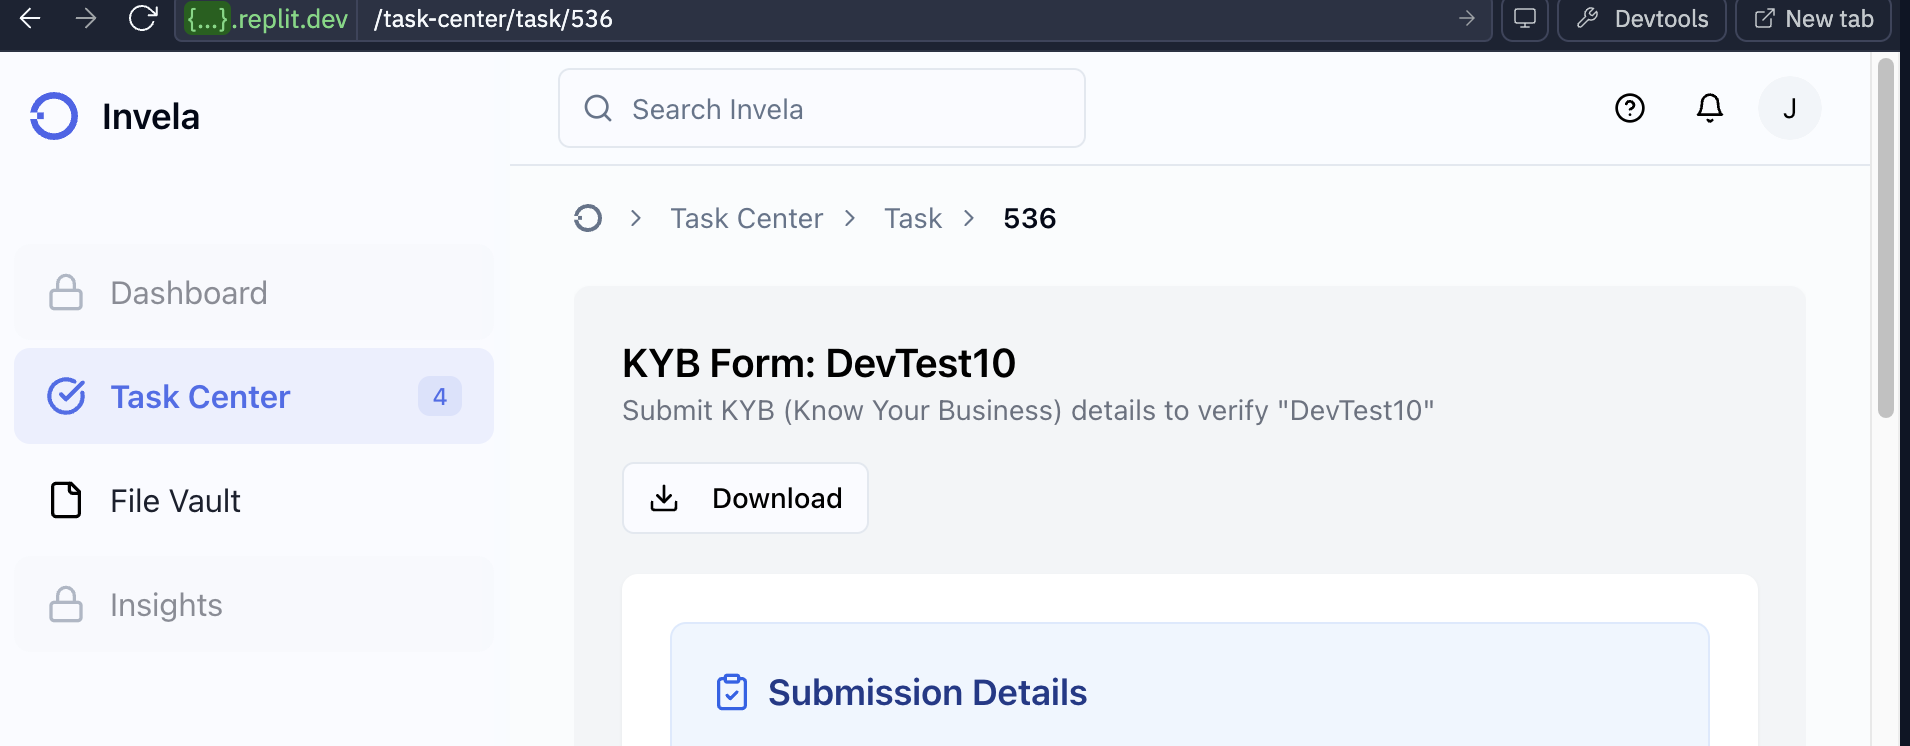 {...}.replit.dev /task-center/task/536 Devtools New tab
Invela
Search Invela
J
Task Center Task 536
Dashboard
Task Center 4
File Vault
Insights
KYB Form: DevTest10
Submit KYB (Know Your Business) details to verify "DevTest10"
Download
Submission Details